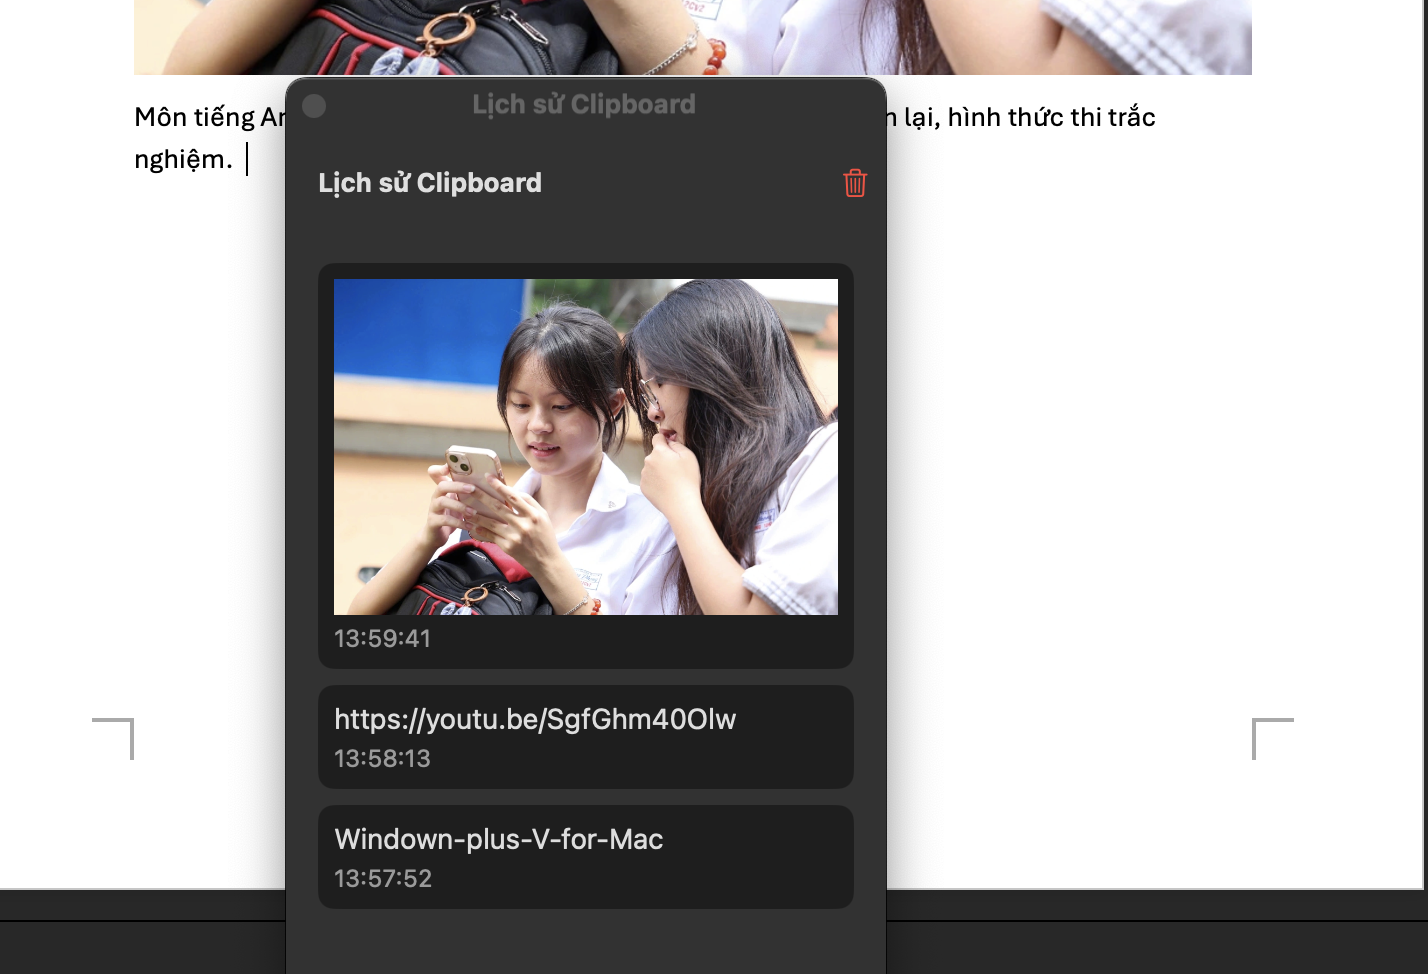 Môn tiếng An
n lại, hình thức thi trắc
nghiệm.
Lịch sử Clipboard
Lịch sử Clipboard
13:59:41
https://youtu.be/SgfGhm40Olw
13:58:13
Windown-plus-V-for-Mac
13:57:52